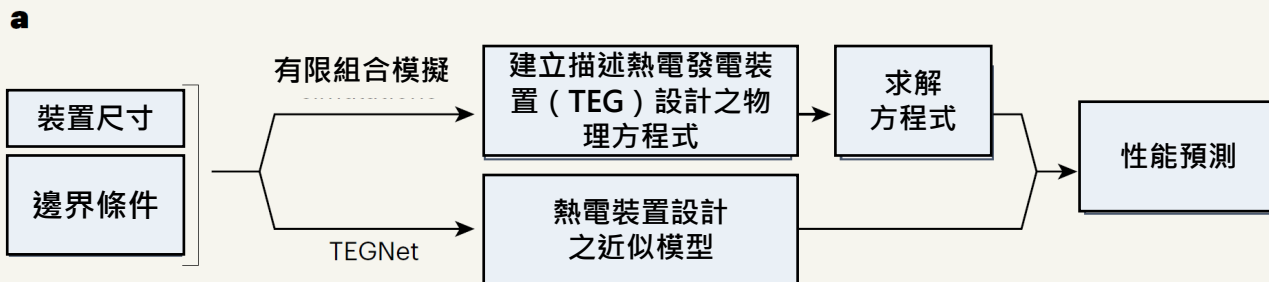 a
裝置尺寸
邊界條件
有限組合模擬
TEGNet
建立描述熱電發電裝
置（TEG）設計之物
理方程式
求解
方程式
熱電裝置設計
之近似模型
性能預測